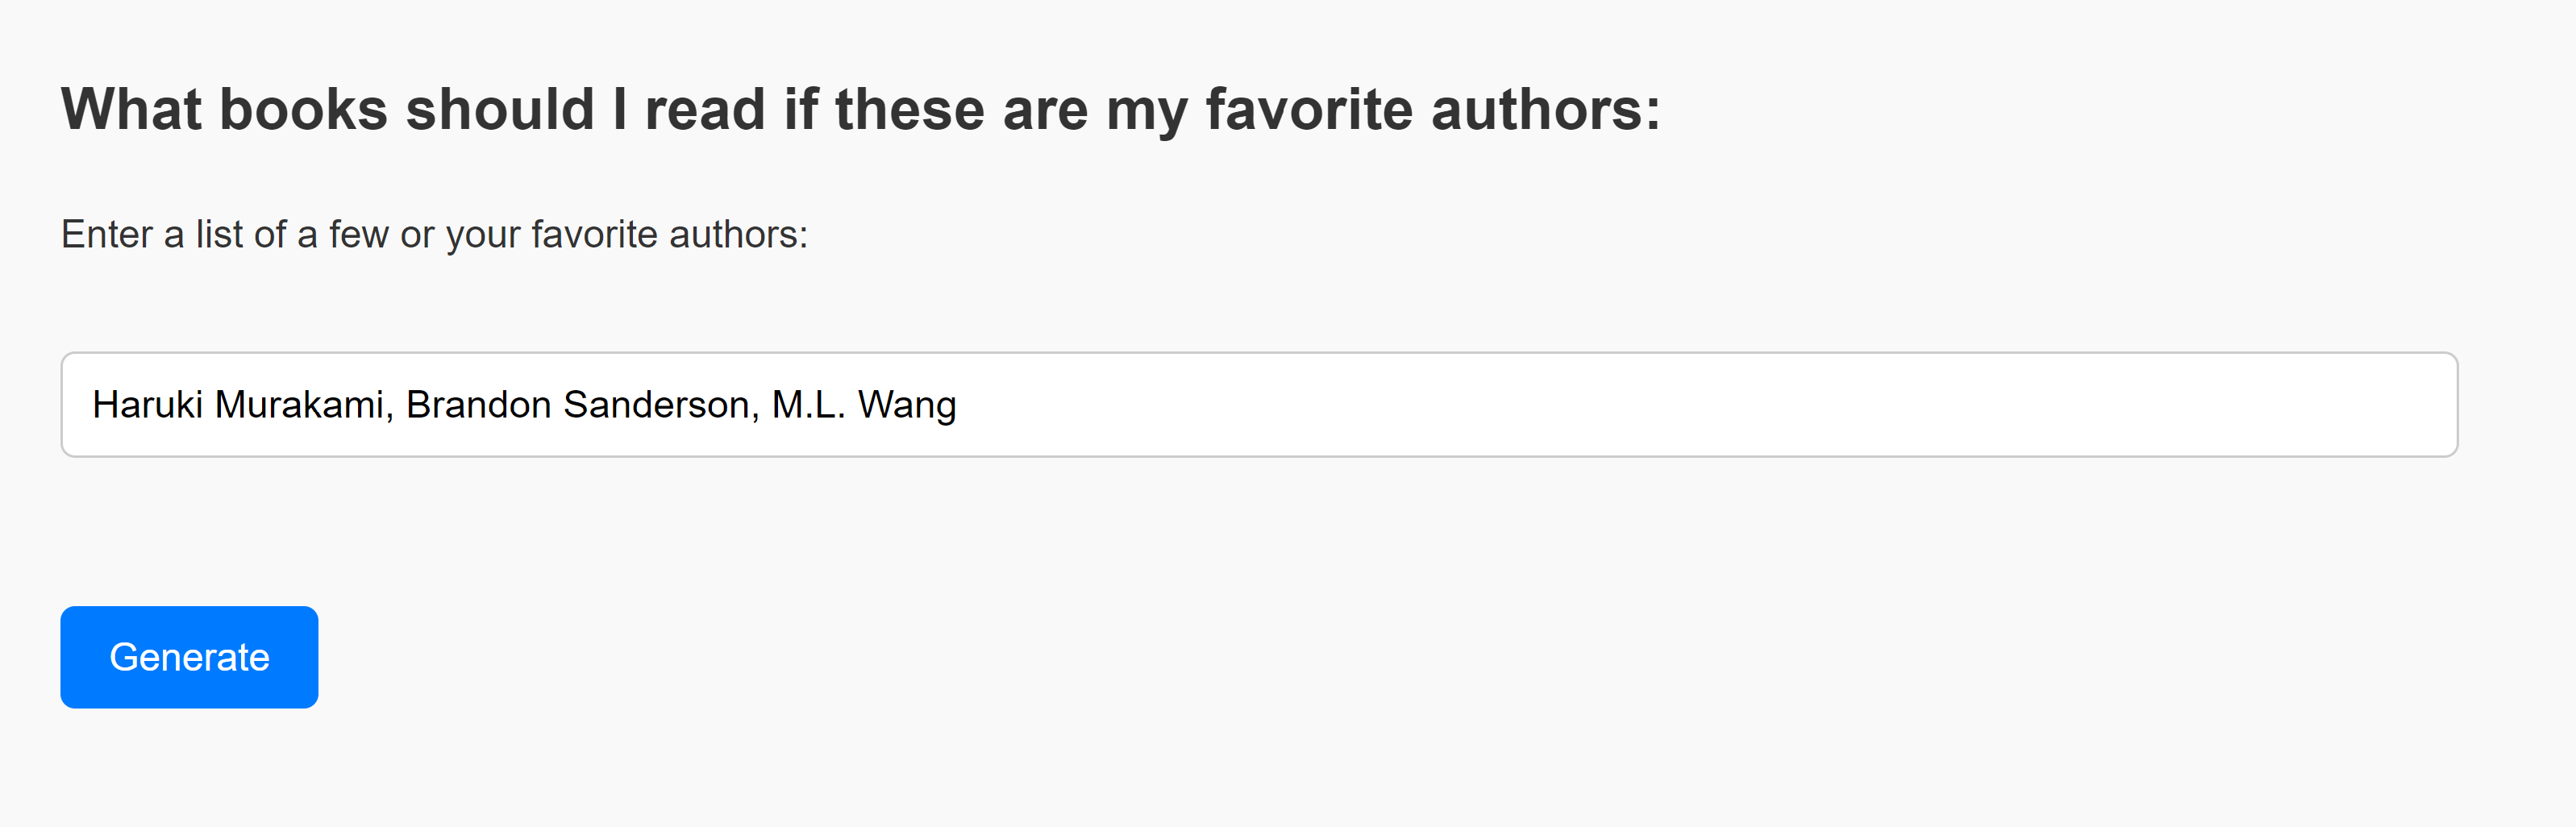 What books should I read if these are my favorite authors:
Enter a list of a few or your favorite authors:
Haruki Murakami, Brandon Sanderson, M.L. Wang
Generate